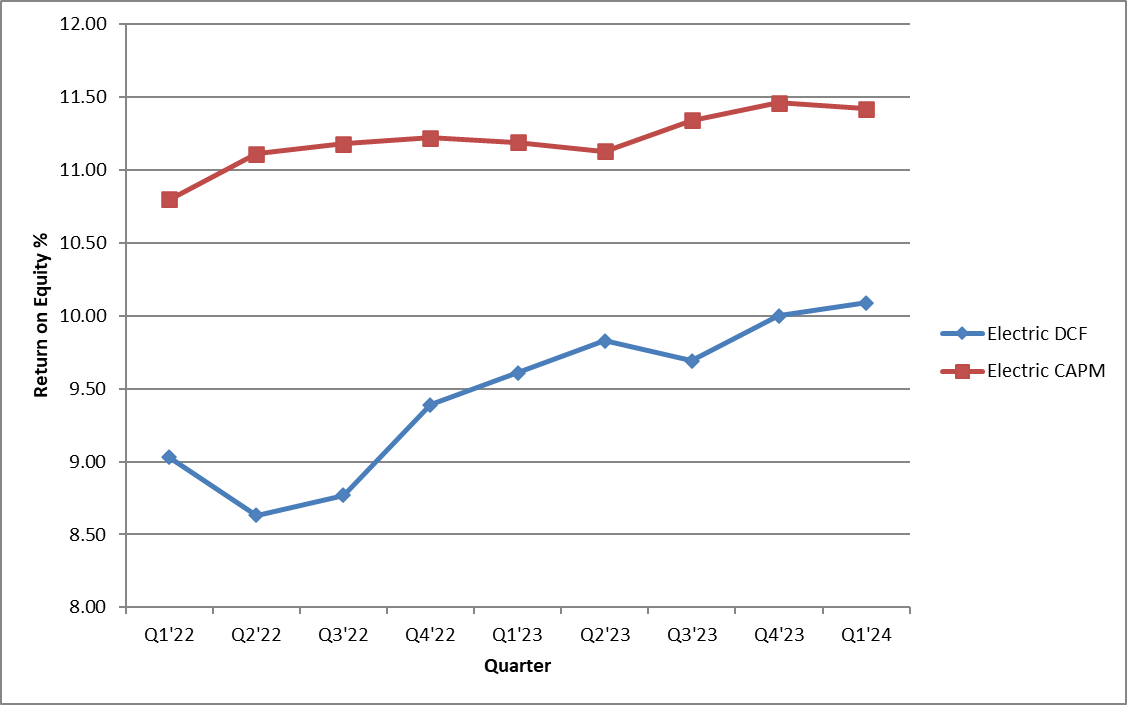 12.00
11.50
11.00
10.50
10.00
9.50
9.00
8.50
8.00
Return on Equity %
Q1'22 Q2'22 Q3'22 Q4'22 Q1'23 Q2'23 Q3'23 Q4'23 Q1'24
Quarter
Electric DCF
Electric CAPM